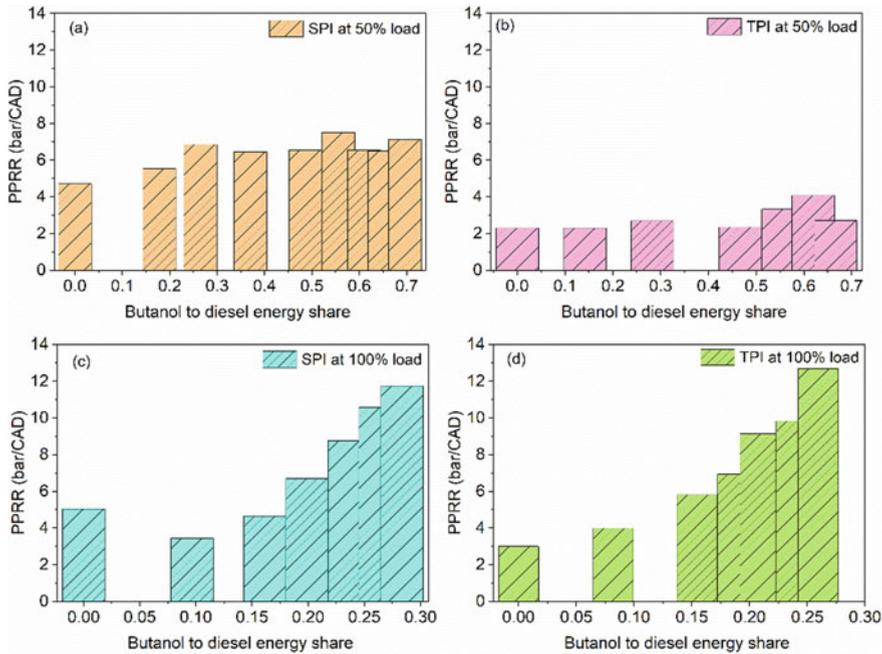 (a)
SPI at 50% load
14
12
10
8
6
4
2
0
PPRR (bar/CAD)
0.0 0.1 0.2 0.3 0.4 0.5 0.6 0.7
Butanol to diesel energy share
(b)
TPI at 50% load
14
12
10
8
6
4
2
0
PPRR (bar/CAD)
0.0 0.1 0.2 0.3 0.4 0.5 0.6 0.7
Butanol to diesel energy share
(c)
SPI at 100% load
14
12
10
8
6
4
2
0
PPRR (bar/CAD)
0.00 0.05 0.10 0.15 0.20 0.25 0.30
Butanol to diesel energy share
(d)
TPI at 100% load
14
12
10
8
6
4
2
0
PPRR (bar/CAD)
0.00 0.05 0.10 0.15 0.20 0.25 0.30
Butanol to diesel energy share